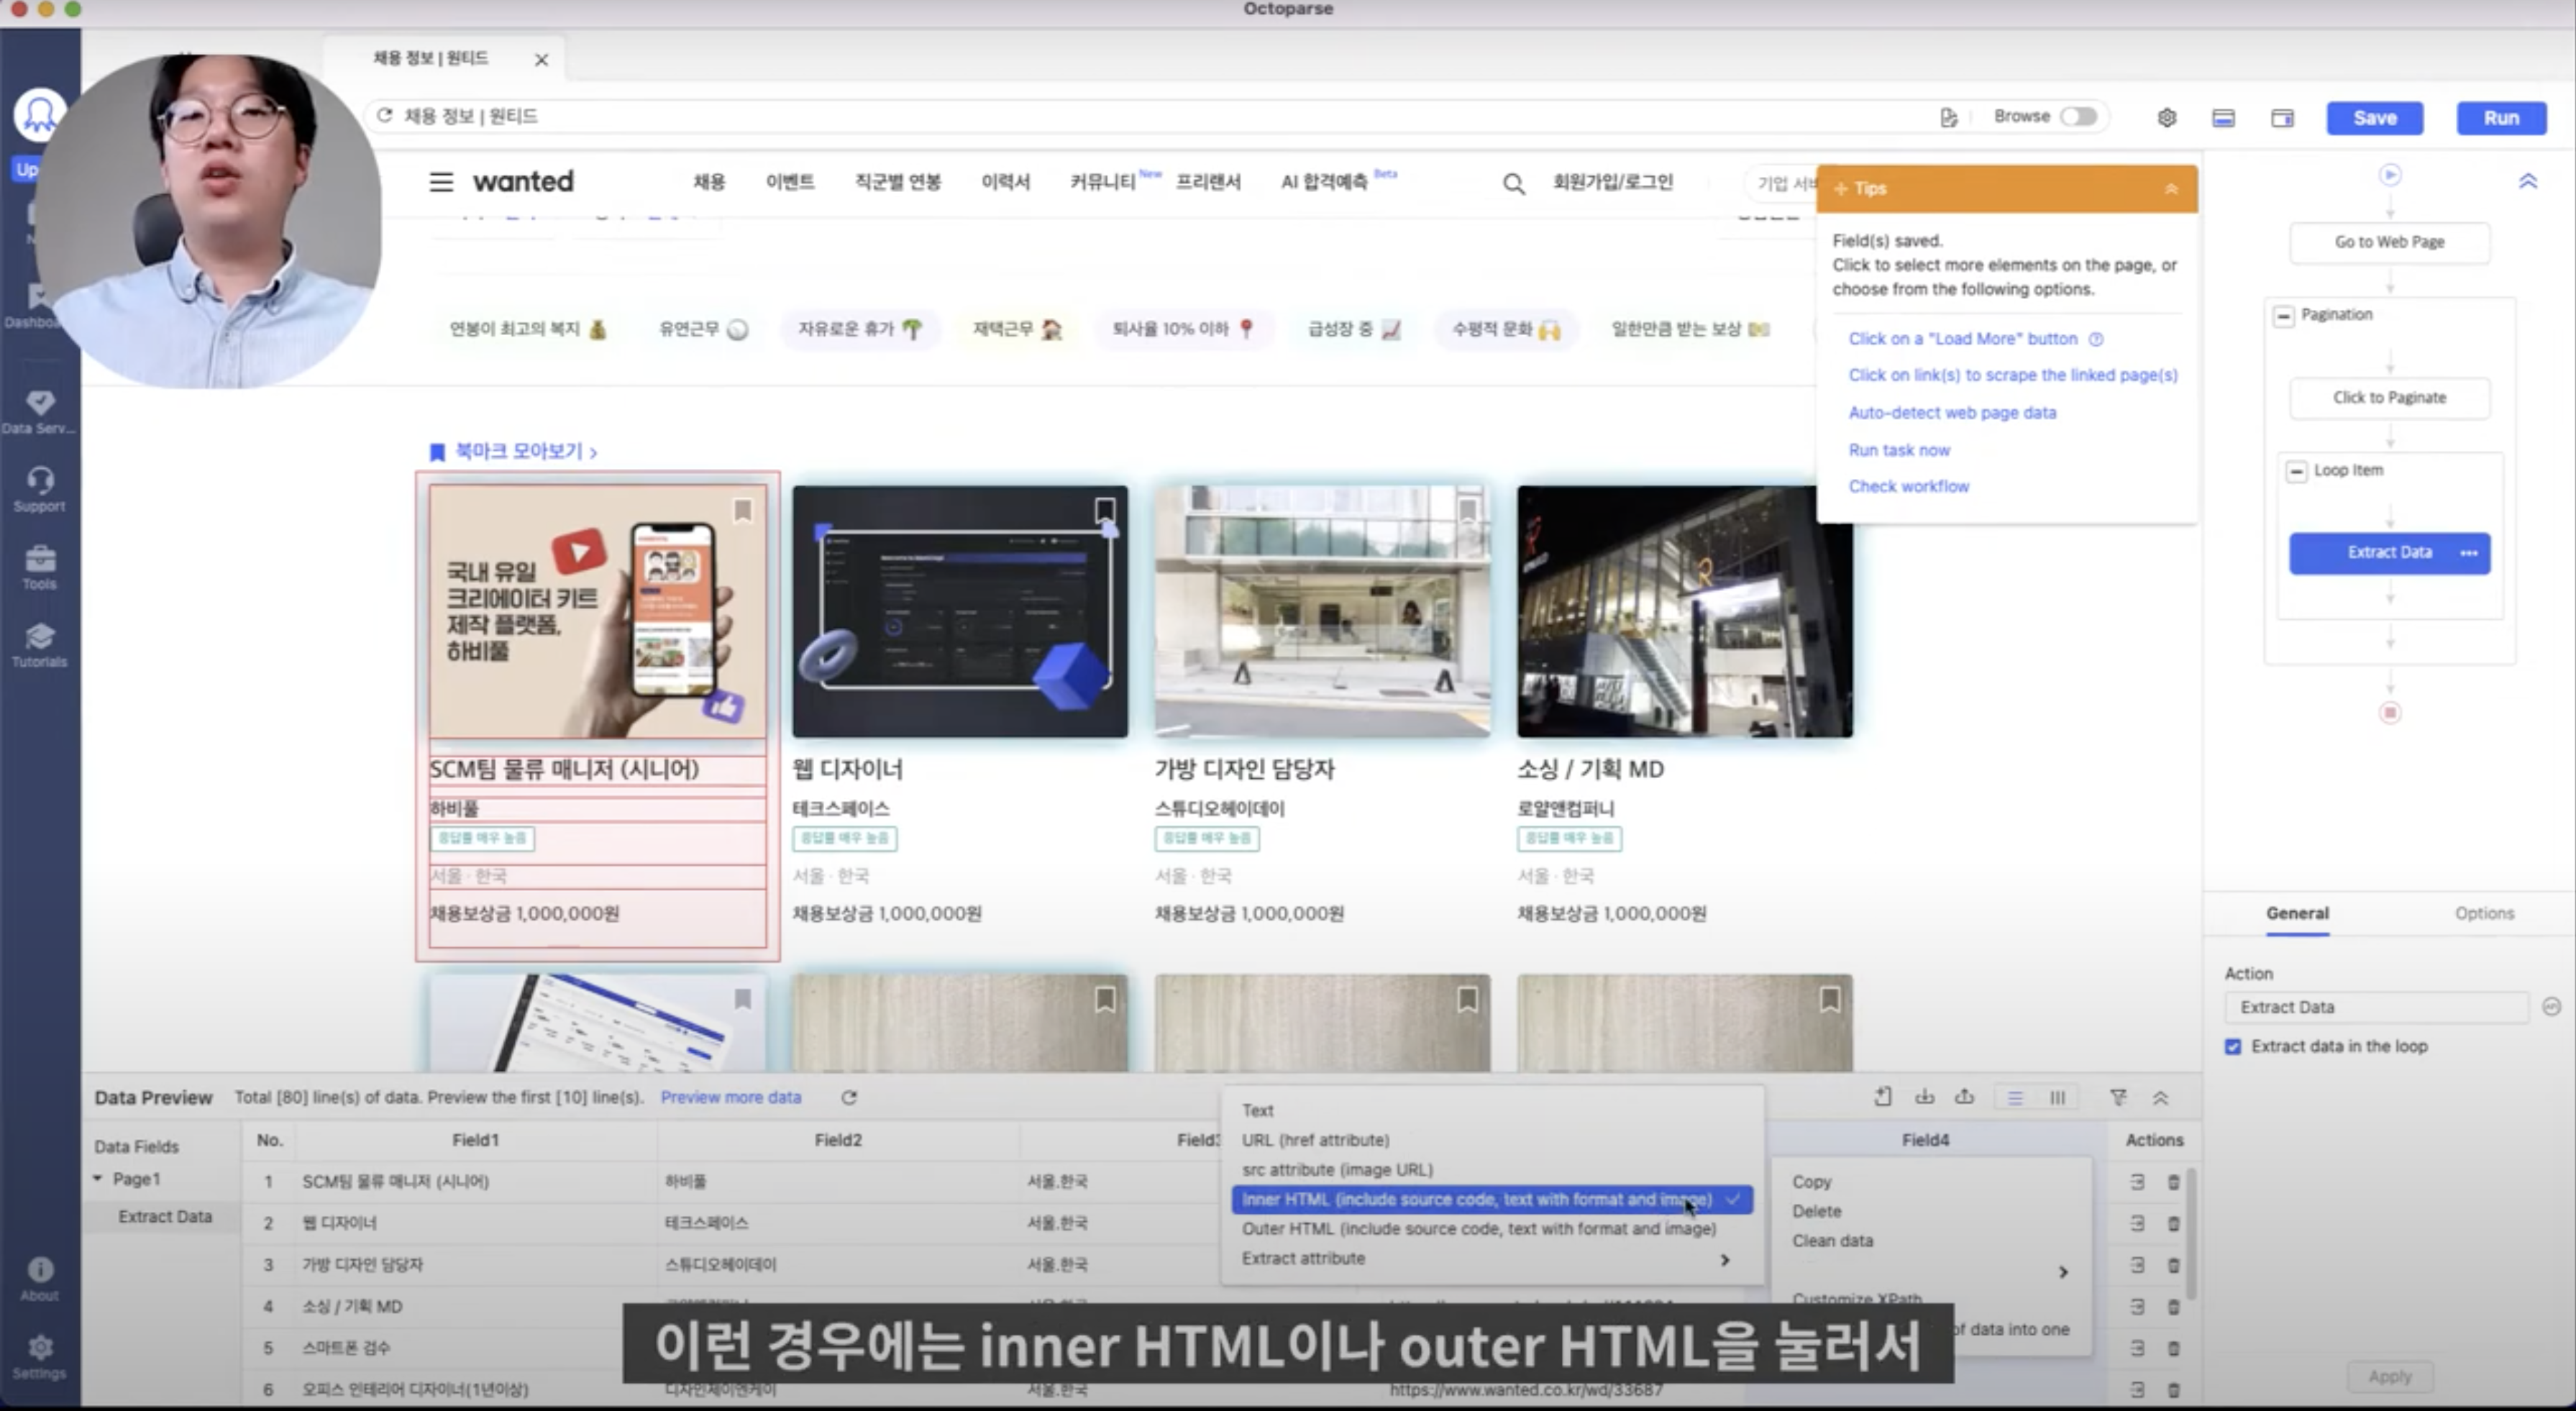 Octoparse
채용 정보 | 원티드
채용 정보 | 원티드
Browse
Save
Run
Up
wanted
채용
이벤트
직군별 연봉
이력서
커뮤니티 New
프리랜서
AI 합격예측 Beta
회원가입/로그인
기업 서비
연봉이 최고의 복지
유연근무
자유로운 휴가
재택근무
퇴사율 10% 이하
급성장 중
수평적 문화
일한만큼 받는 보상
Tips
Field(s) saved.
Click to select more elements on the page, or
choose from the following options.
Click on a "Load More" button
Click on link(s) to scrape the linked page(s)
Auto-detect web page data
Run task now
Check workflow
Go to Web Page
Pagination
Click to Paginate
Loop Item
Extract Data
General
Options
Action
Extract Data
Extract data in the loop
Apply
Dashbo
Data Serv...
Support
Tools
Tutorials
About
Settings
북마크 모아보기
국내 유일
크리에이터 키트
제작 플랫폼,
하비풀
SCM팀 물류 매니저 (시니어)
하비풀
응답률 매우 높음
서울 · 한국
채용보상금 1,000,000원
웹 디자이너
테크스페이스
응답률 매우 높음
서울 · 한국
채용보상금 1,000,000원
가방 디자인 담당자
스튜디오헤이데이
응답률 매우 높음
서울 · 한국
채용보상금 1,000,000원
소싱 / 기획 MD
로얄앤컴퍼니
응답률 매우 높음
서울 · 한국
채용보상금 1,000,000원
Data Preview
Total [80] line(s) of data. Preview the first [10] line(s).
Preview more data
Data Fields
Page1
Extract Data
No. Field1 Field2 Field3 Field4 Actions
1 SCM팀 물류 매니저 (시니어) 하비풀 서울.한국
2 웹 디자이너 테크스페이스 서울.한국
3 가방 디자인 담당자 스튜디오헤이데이 서울.한국
4 소싱 / 기획 MD
5 스마트폰 검수
6 오피스 인테리어 디자이너(1년이상) 디자인제이엔케이 서울.한국 https://www.wanted.co.kr/wd/33687
Text
URL (href attribute)
src attribute (image URL)
Inner HTML (include source code, text with format and image)
Outer HTML (include source code, text with format and image)
Extract attribute
Copy
Delete
Clean data
Customize XPath
of data into one
이런 경우에는 inner HTML이나 outer HTML을 눌러서